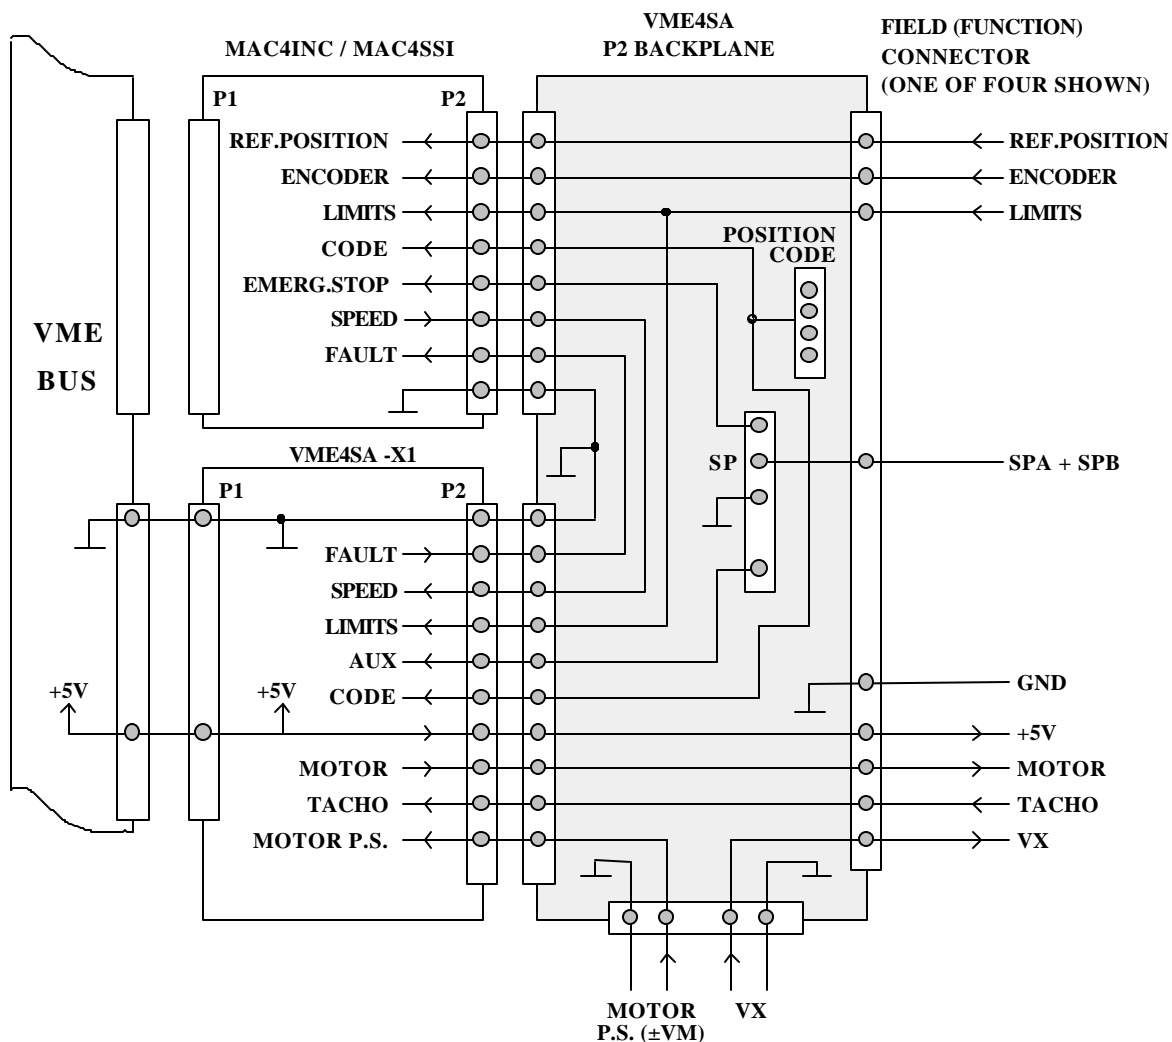 VME4SA
P2 BACKPLANE
FIELD (FUNCTION)
CONNECTOR
(ONE OF FOUR SHOWN)
MAC4INC / MAC4SSI
P1
P2
REF.POSITION
REF.POSITION
ENCODER
ENCODER
LIMITS
LIMITS
CODE
POSITION
CODE
EMERG.STOP
SPEED
FAULT
VME
BUS
VME4SA -X1
SP
SPA + SPB
P1
P2
FAULT
SPEED
LIMITS
AUX
CODE
GND
+5V
+5V
+5V
MOTOR
MOTOR
TACHO
TACHO
MOTOR P.S.
VX
MOTOR
P.S. (±VM)
VX